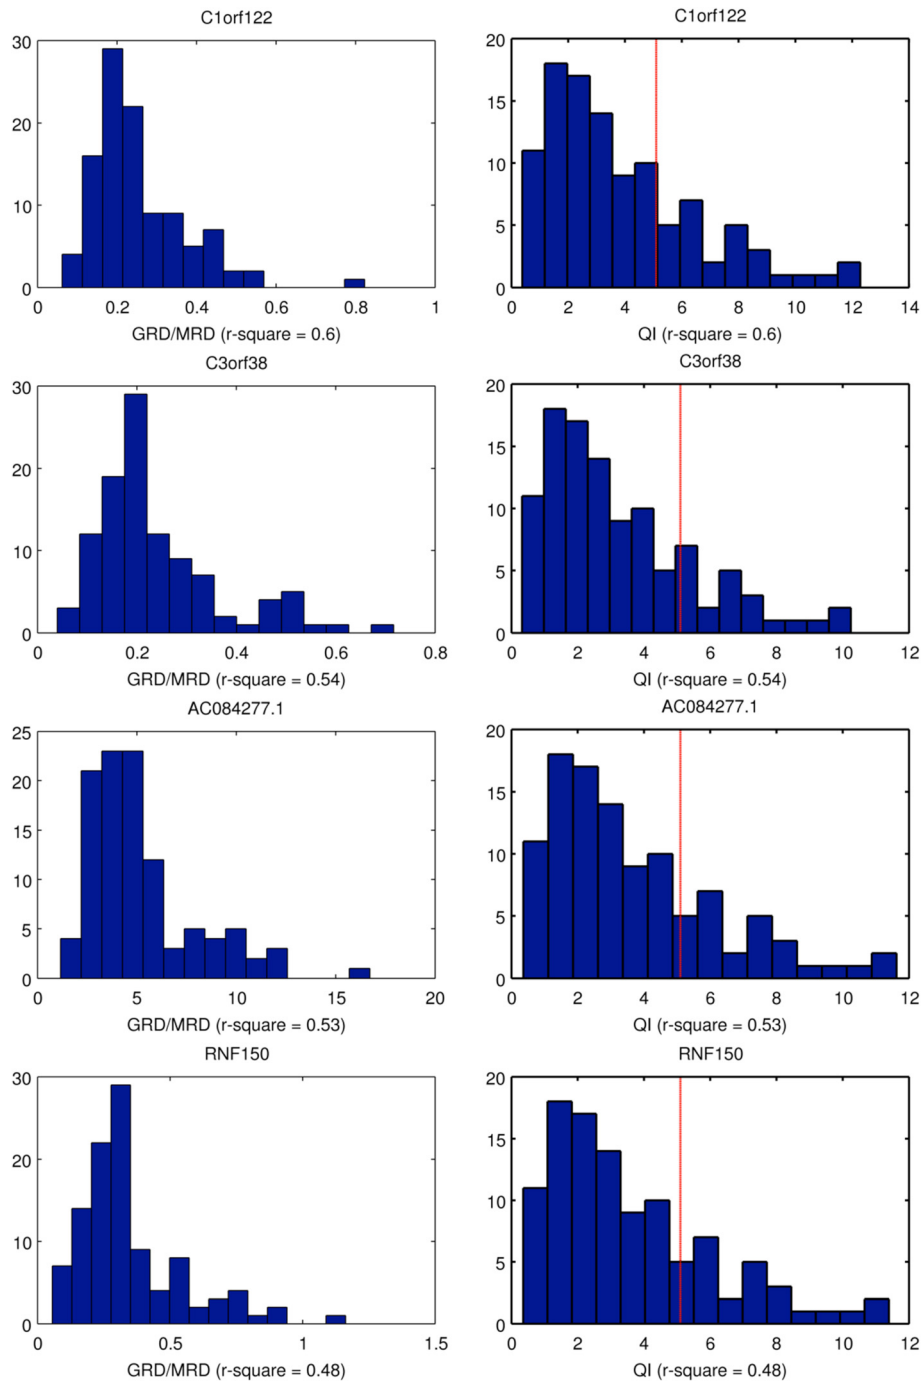 C1orf122
C1orf122
30
20
10
0
0 0.2 0.4 0.6 0.8 1
GRD/MRD (r-square = 0.6)
20
15
10
5
0
0 2 4 6 8 10 12 14
QI (r-square = 0.6)
C3orf38
C3orf38
30
20
10
0
0 0.2 0.4 0.6 0.8
GRD/MRD (r-square = 0.54)
20
15
10
5
0
0 2 4 6 8 10 12
QI (r-square = 0.54)
AC084277.1
AC084277.1
25
20
15
10
5
0
0 5 10 15 20
GRD/MRD (r-square = 0.53)
20
15
10
5
0
0 2 4 6 8 10 12
QI (r-square = 0.53)
RNF150
RNF150
30
20
10
0
0 0.5 1 1.5
GRD/MRD (r-square = 0.48)
20
15
10
5
0
0 2 4 6 8 10 12
QI (r-square = 0.48)